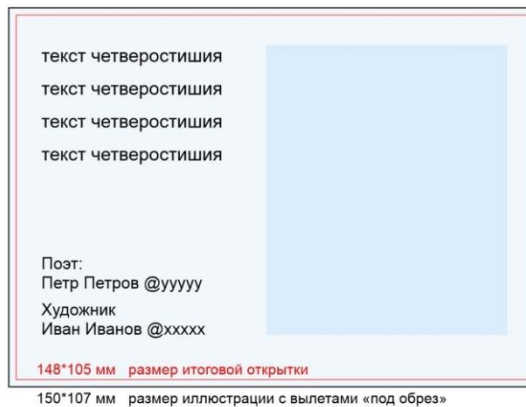 текст четверостишия
текст четверостишия
текст четверостишия
текст четверостишия
Поэт:
Петр Петров @yyyyy
Художник
Иван Иванов @xxxxx
148*105 мм размер итоговой открытки
150*107 мм размер иллюстрации с вылетами «под обрез»